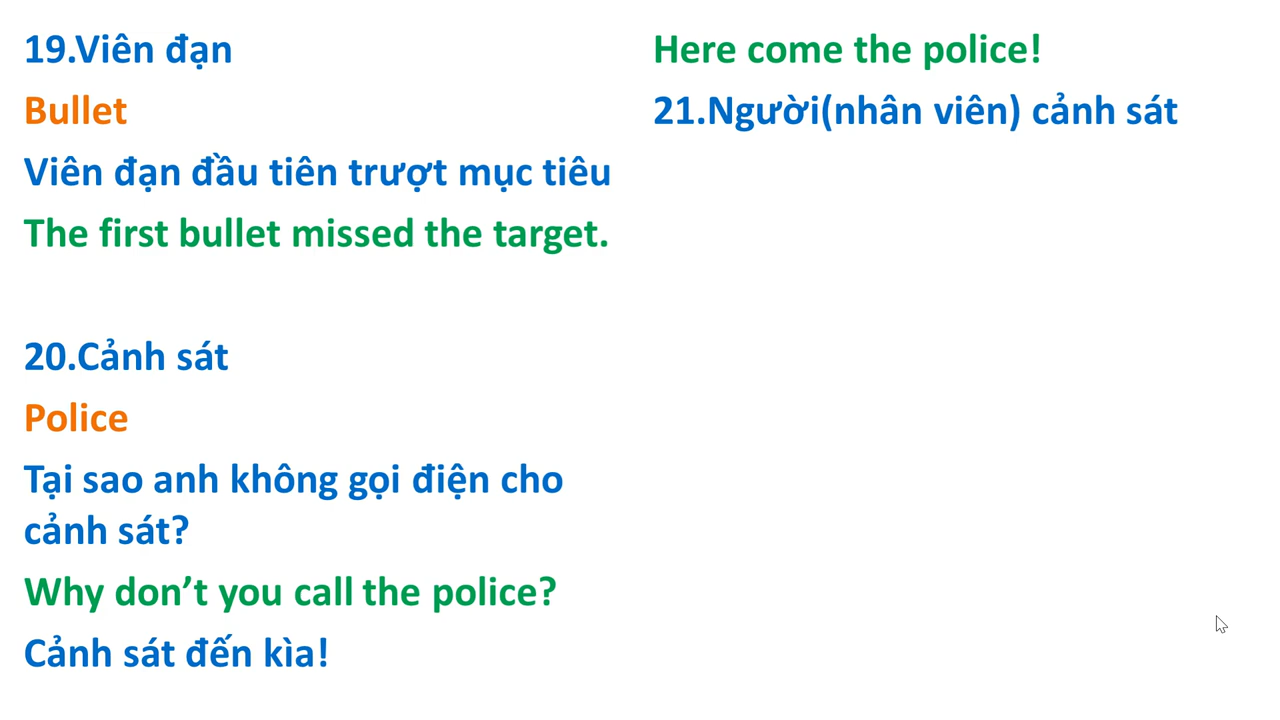 19.Viên đạn
Bullet
Viên đạn đầu tiên trượt mục tiêu
The first bullet missed the target.
20.Cảnh sát
Police
Tại sao anh không gọi điện cho
cảnh sát?
Why don’t you call the police?
Cảnh sát đến kìa!
Here come the police!
21.Người(nhân viên) cảnh sát